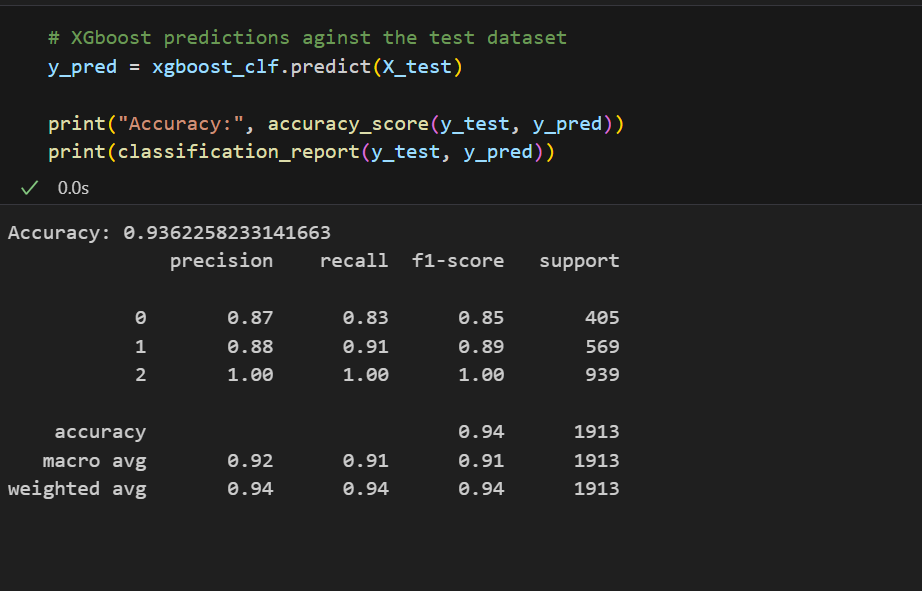 # XGboost predictions aginst the test dataset
y_pred = xgboost_clf.predict(X_test)
print("Accuracy:", accuracy_score(y_test, y_pred))
print(classification_report(y_test, y_pred))
✓ 0.0s
Accuracy: 0.9362258233141663
precision recall f1-score support
0 0.87 0.83 0.85 405
1 0.88 0.91 0.89 569
2 1.00 1.00 1.00 939
accuracy 0.94 1913
macro avg 0.92 0.91 0.91 1913
weighted avg 0.94 0.94 0.94 1913